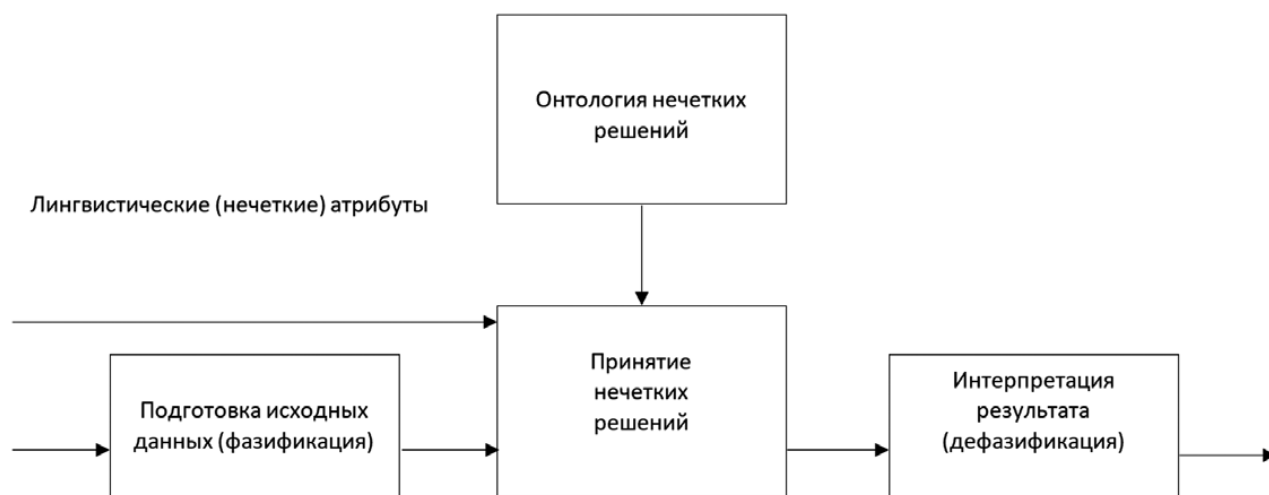 Онтология нечетких
решений
Лингвистические (нечеткие) атрибуты
Принятие
нечетких
решений
Подготовка исходных
данных (фазификация)
Интерпретация
результата
(дефазификация)